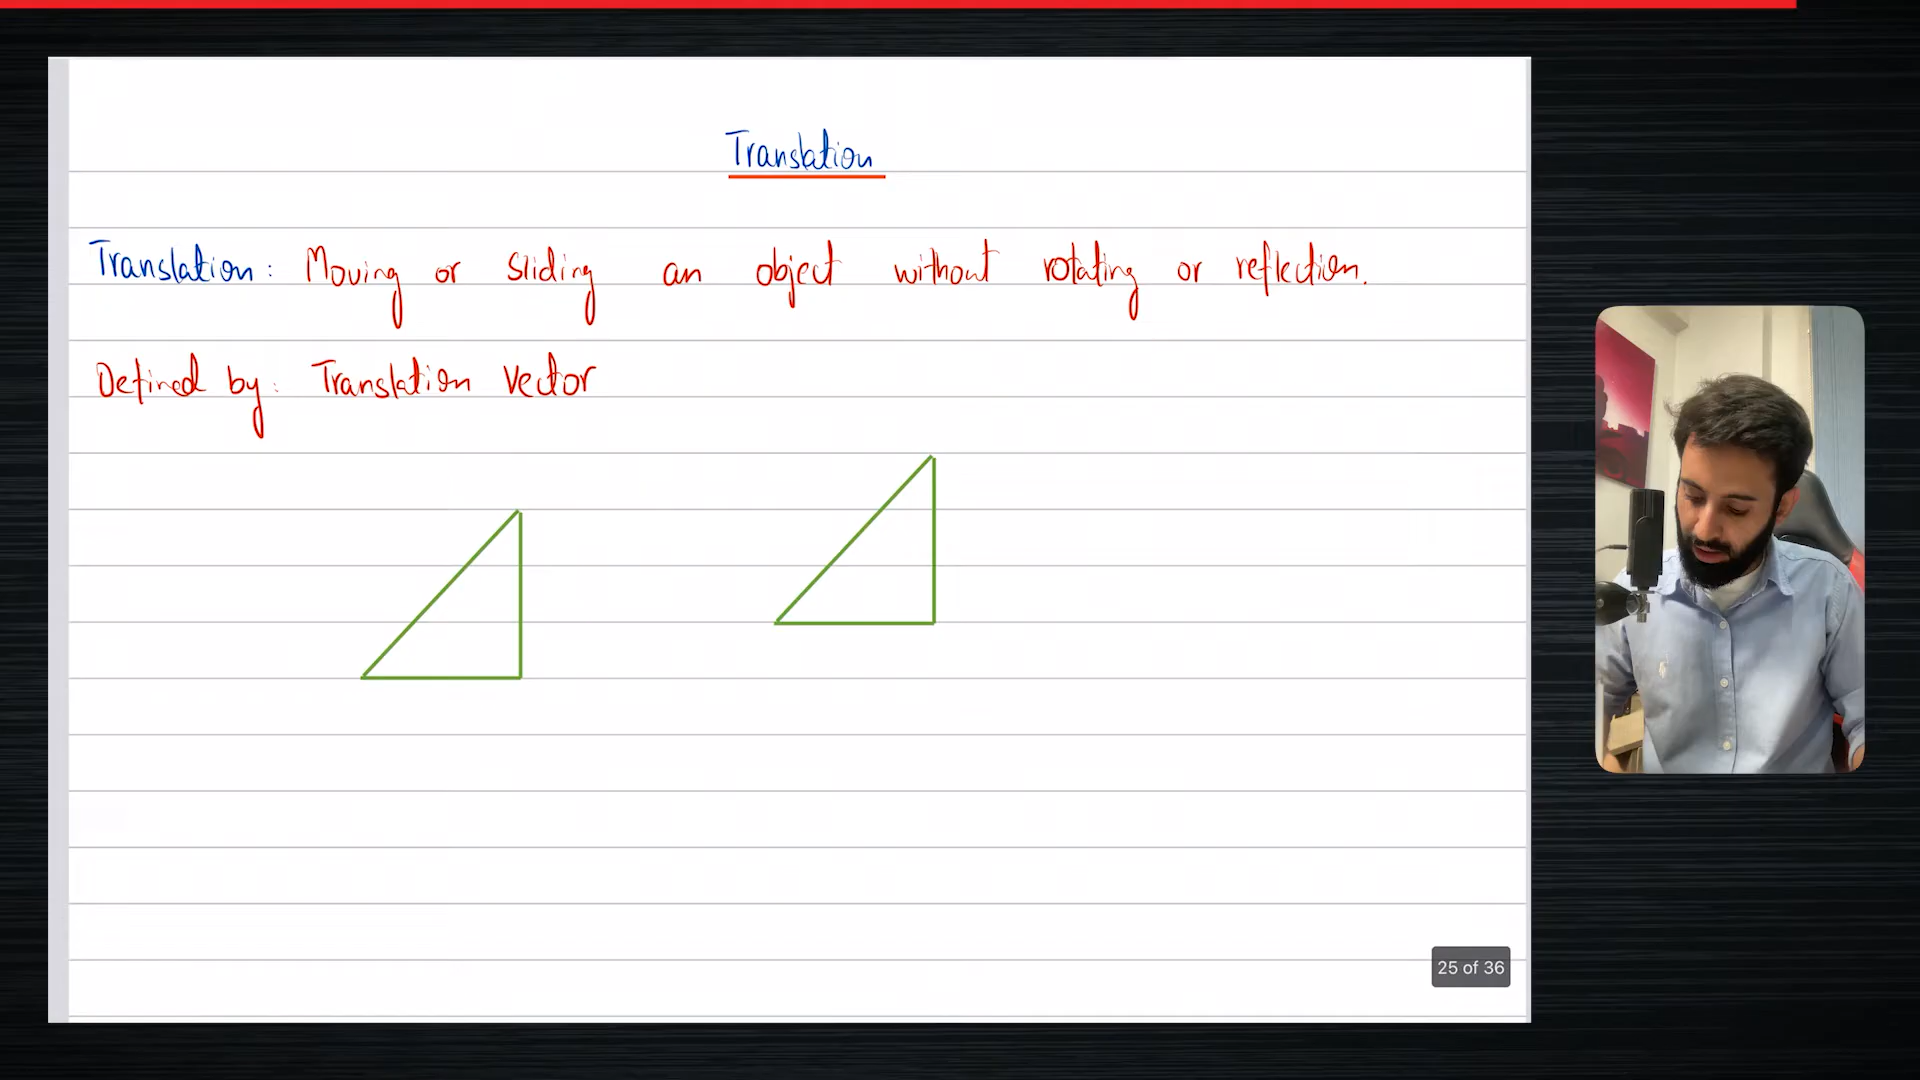 Translation
Translation: Moving or sliding an object without rotating or reflection.
Defined by: Translation Vector
25 of 36